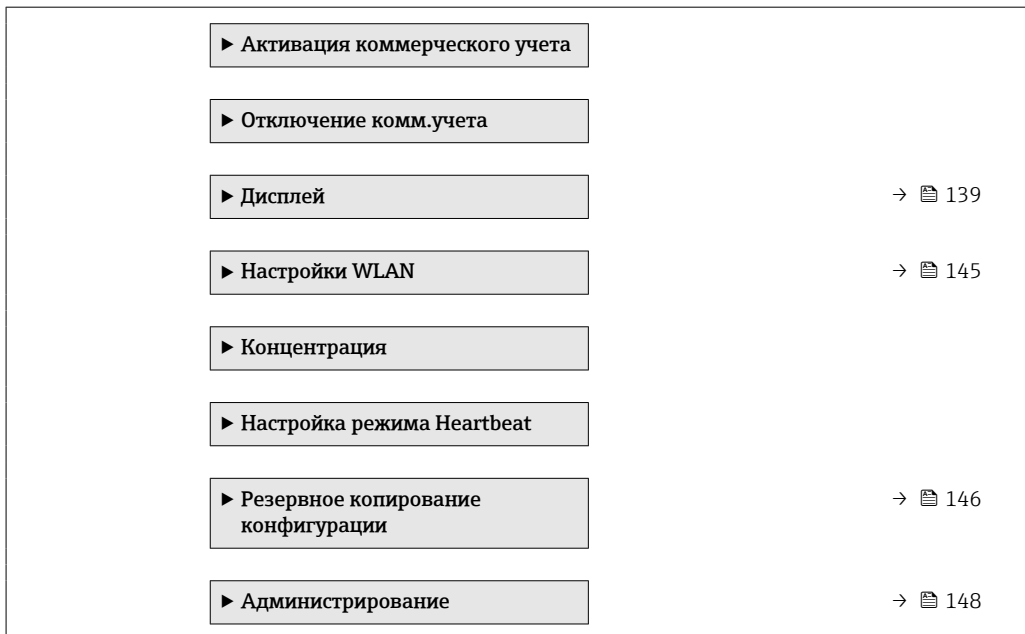 ▶ Активация коммерческого учета
▶ Отключение комм.учета
▶ Дисплей → 139
▶ Настройки WLAN → 145
▶ Концентрация
▶ Настройка режима Heartbeat
▶ Резервное копирование → 146
конфигурации
▶ Администрирование → 148